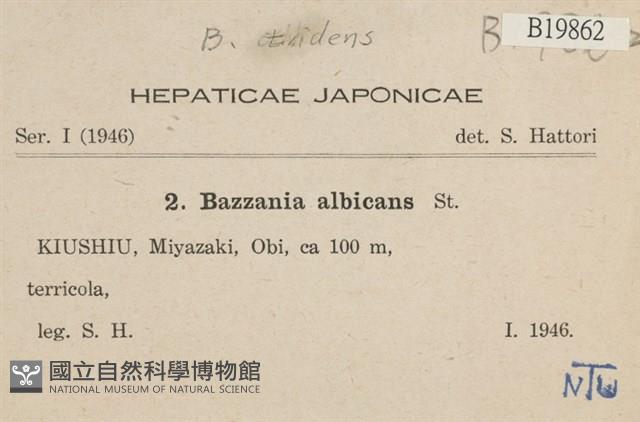 B. tridens
B19862
HEPATICAE JAPONICAE
Ser. I (1946) det. S. Hattori
2. Bazzania albicans St.
KIUSHIU, Miyazaki, Obi, ca 100 m,
terricola,
leg. S. H. I. 1946.
國立自然科學博物館
NATIONAL MUSEUM OF NATURAL SCIENCE
NTU